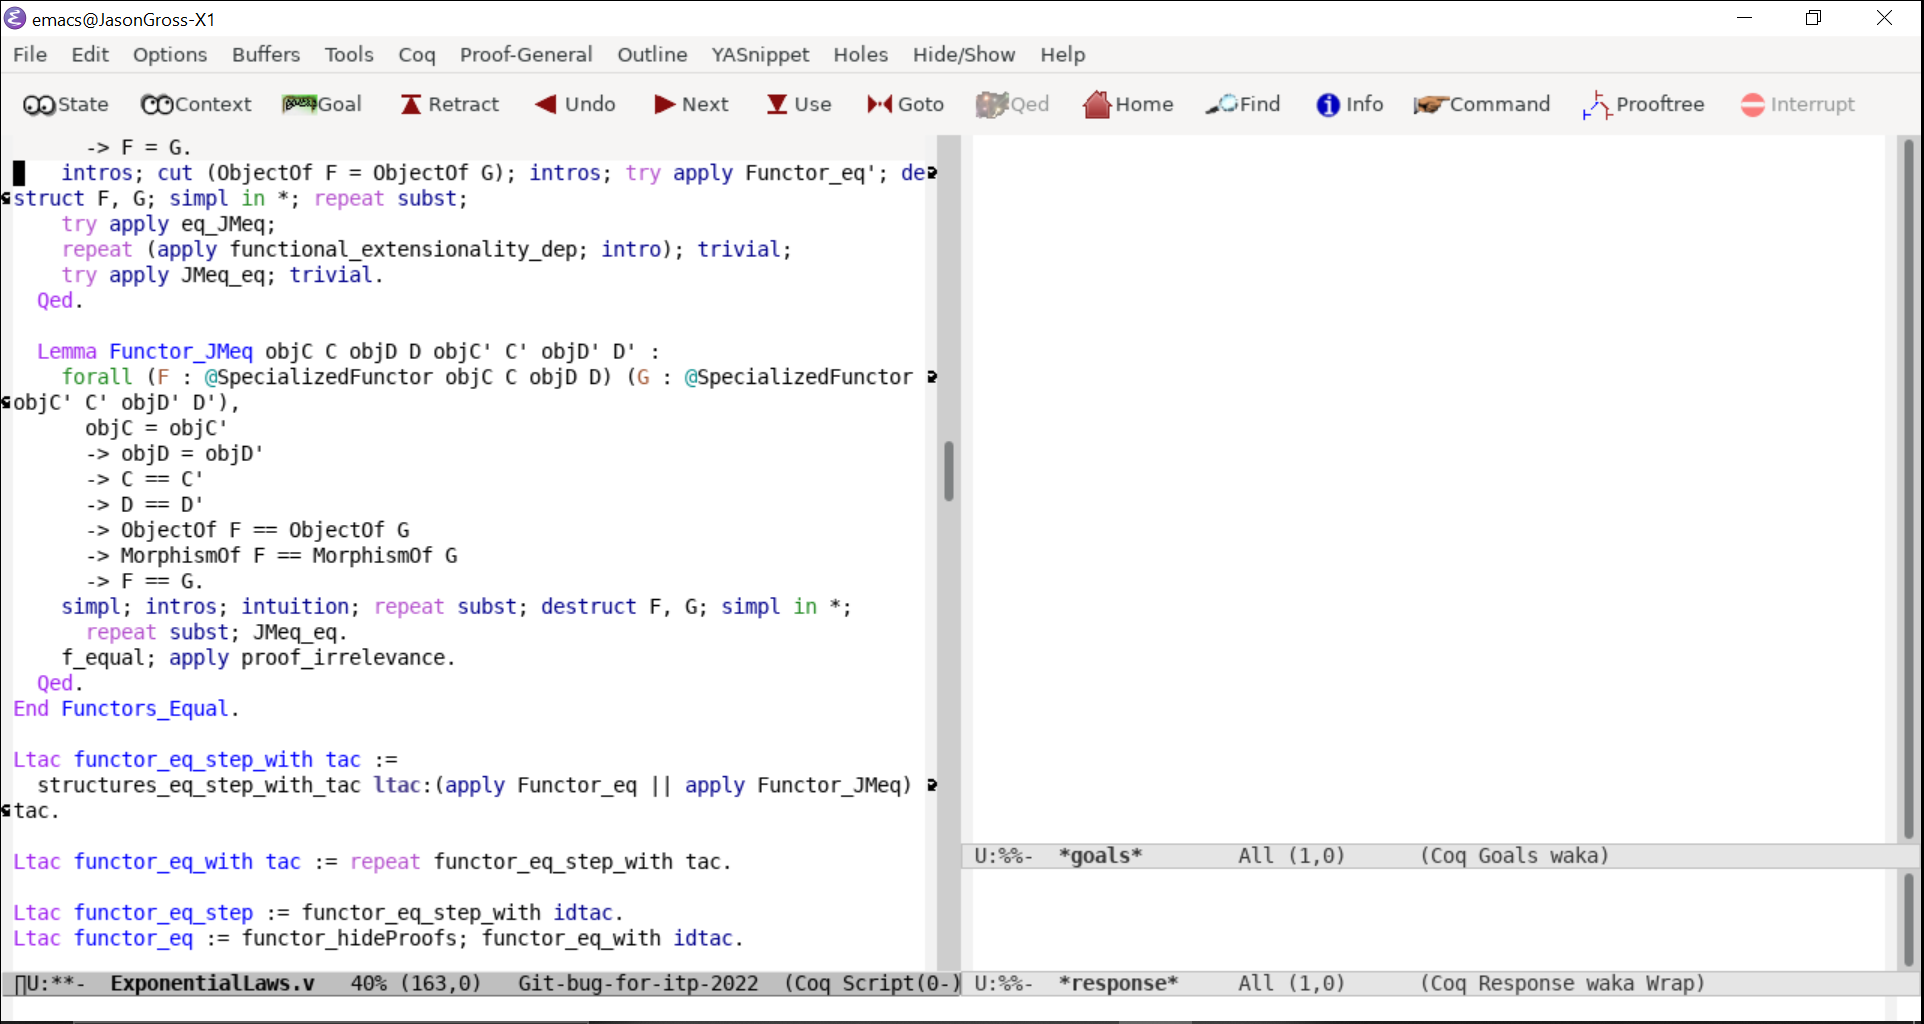 emacs@JasonGross-X1
File Edit Options Buffers Tools Coq Proof-General Outline YASnippet Holes Hide/Show Help
State Context Goal Retract Undo Next Use Goto Qed Home Find Info Command Prooftree Interrupt
-> F = G.
intros; cut (ObjectOf F = ObjectOf G); intros; try apply Functor_eq'; de
struct F, G; simpl in *; repeat subst;
try apply eq_JMeq;
repeat (apply functional_extensionality_dep; intro); trivial;
try apply JMeq_eq; trivial.
Qed.
Lemma Functor_JMeq objC C objD D objC' C' objD' D' :
forall (F : @SpecializedFunctor objC C objD D) (G : @SpecializedFunctor
objC' C' objD' D'),
objC = objC'
-> objD = objD'
-> C == C'
-> D == D'
-> ObjectOf F == ObjectOf G
-> MorphismOf F == MorphismOf G
-> F == G.
simpl; intros; intuition; repeat subst; destruct F, G; simpl in *;
repeat subst; JMeq_eq.
f_equal; apply proof_irrelevance.
Qed.
End Functors_Equal.
Ltac functor_eq_step_with tac :=
structures_eq_step_with_tac ltac:(apply Functor_eq || apply Functor_JMeq)
tac.
Ltac functor_eq_with tac := repeat functor_eq_step_with tac.
Ltac functor_eq_step := functor_eq_step_with idtac.
Ltac functor_eq := functor_hideProofs; functor_eq_with idtac.
U:**- ExponentialLaws.v 40% (163,0) Git-bug-for-itp-2022 (Coq Script(0-)
U:%%- *goals* All (1,0) (Coq Goals waka)
U:%%- *response* All (1,0) (Coq Response waka Wrap)